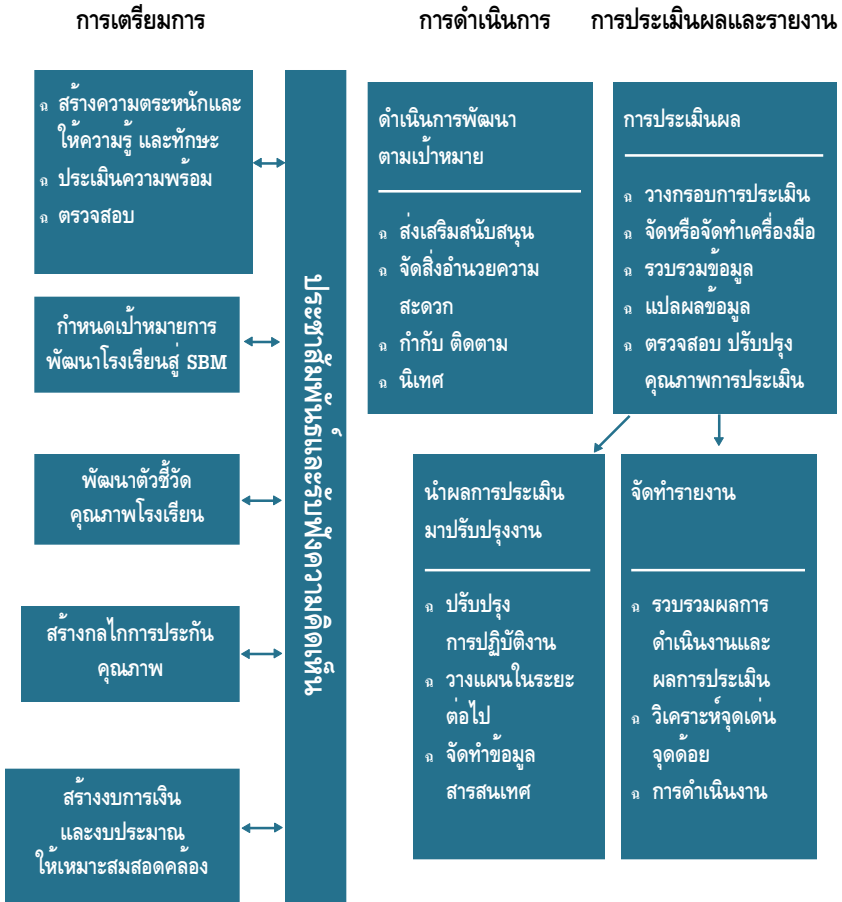 การเตรียมการ
การดำเนินการ
การประเมินผลและรายงาน
สร้างความตระหนักและ
ให้ความรู้ และทักษะ
ประเมินความพร้อม
ตรวจสอบ
กำหนดเป้าหมายการ
พัฒนาโรงเรียนสู่ SBM
พัฒนาตัวชี้วัด
คุณภาพโรงเรียน
สร้างกลไกการประกัน
คุณภาพ
สร้างงบการเงิน
และงบประมาณ
ให้เหมาะสมสอดคล้อง
ประชาสัมพันธ์และรับฟังความคิดเห็น
ดำเนินการพัฒนา
ตามเป้าหมาย
ส่งเสริมสนับสนุน
จัดสิ่งอำนวยความ
สะดวก
กำกับ ติดตาม
นิเทศ
การประเมินผล
วางกรอบการประเมิน
จัดหรือจัดทำเครื่องมือ
รวบรวมข้อมูล
แปลผลข้อมูล
ตรวจสอบ ปรับปรุง
คุณภาพการประเมิน
นำผลการประเมิน
มาปรับปรุงงาน
ปรับปรุง
การปฏิบัติงาน
วางแผนในระยะ
ต่อไป
จัดทำข้อมูล
สารสนเทศ
จัดทำรายงาน
รวบรวมผลการ
ดำเนินงานและ
ผลการประเมิน
วิเคราะห์จุดเด่น
จุดด้อย
การดำเนินงาน